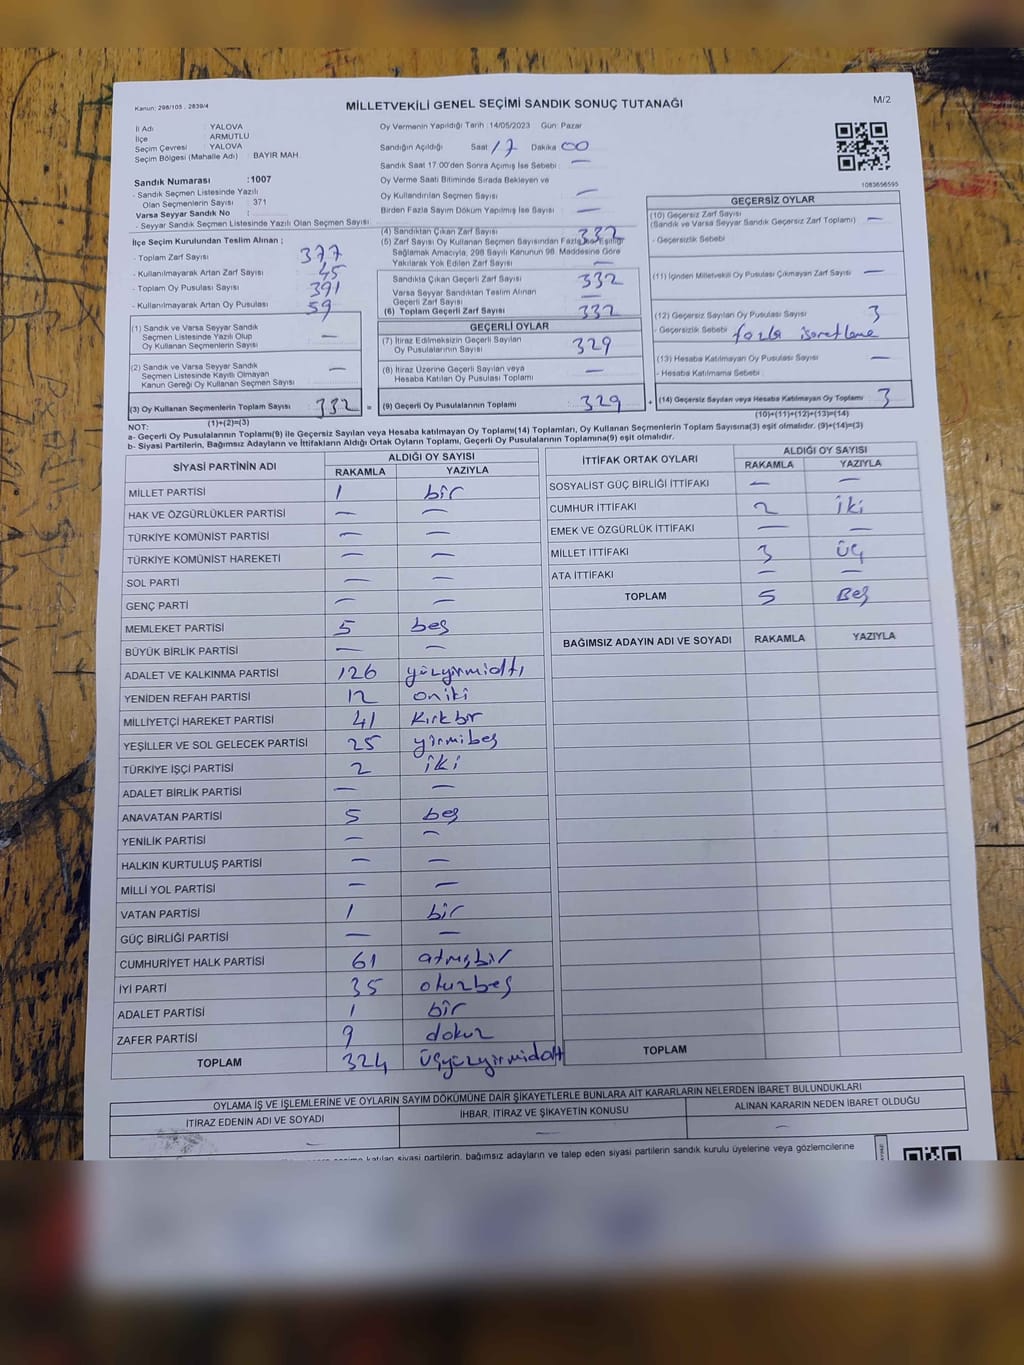 Kanun: 298/105 , 2839/4
MİLLETVEKİLİ GENEL SEÇİMİ SANDIK SONUÇ TUTANAĞI
M/2
İl Adı : YALOVA
İlçe : ARMUTLU
Seçim Çevresi : YALOVA
Seçim Bölgesi (Mahalle Adı) : BAYIR MAH.
Oy Vermenin Yapıldığı Tarih :14/05/2023 Gün: Pazar
Sandığın Açıldığı Saat 17 Dakika 00
Sandık Saat 17:00'den Sonra Açılmış İse Sebebi : —
Oy Verme Saati Bitiminde Sırada Bekleyen ve
Oy Kullandırılan Seçmen Sayısı : —
Birden Fazla Sayım Döküm Yapılmış İse Sayısı : —
1083656595
Sandık Numarası :1007
- Sandık Seçmen Listesinde Yazılı
Olan Seçmenlerin Sayısı : 371
Varsa Seyyar Sandık No :
- Seyyar Sandık Seçmen Listesinde Yazılı Olan Seçmen Sayısı:
İlçe Seçim Kurulundan Teslim Alınan ;
- Toplam Zarf Sayısı : 377
- Kullanılmayarak Artan Zarf Sayısı : 45
- Toplam Oy Pusulası Sayısı : 391
- Kullanılmayarak Artan Oy Pusulası : 59
(1) Sandık ve Varsa Seyyar Sandık
Seçmen Listesinde Yazılı Olup
Oy Kullanan Seçmenlerin Sayısı : —
(2) Sandık ve Varsa Seyyar Sandık
Seçmen Listesinde Kayıtlı Olmayan
Kanun Gereği Oy Kullanan Seçmen Sayısı : —
(3) Oy Kullanan Seçmenlerin Toplam Sayısı : 332
(1)+(2)=(3)
(4) Sandıktan Çıkan Zarf Sayısı : 332
(5) Zarf Sayısı Oy Kullanan Seçmen Sayısından Fazla İse Eşitliği
Sağlamak Amacıyla, 298 Sayılı Kanunun 98. Maddesine Göre
Yakılarak Yok Edilen Zarf Sayısı : —
Sandıkta Çıkan Geçerli Zarf Sayısı : 332
Varsa Seyyar Sandıktan Teslim Alınan
Geçerli Zarf Sayısı : —
(6) Toplam Geçerli Zarf Sayısı : 332
GEÇERLİ OYLAR
(7) İtiraz Edilmeksizin Geçerli Sayılan
Oy Pusulalarının Sayısı : 329
(8) İtiraz Üzerine Geçerli Sayılan veya
Hesaba Katılan Oy Pusulası Toplamı : —
= (9) Geçerli Oy Pusulalarının Toplamı : 329
GEÇERSİZ OYLAR
(10) Geçersiz Zarf Sayısı
(Sandık ve Varsa Seyyar Sandık Geçersiz Zarf Toplamı) : —
- Geçersizlik Sebebi :
(11) İçinden Milletvekili Oy Pusulası Çıkmayan Zarf Sayısı : —
(12) Geçersiz Sayılan Oy Pusulası Sayısı : 3
- Geçersizlik Sebebi : fazla işaretleme
(13) Hesaba Katılmayan Oy Pusulası Sayısı : —
- Hesaba Katılmama Sebebi :
+ (14) Geçersiz Sayılan veya Hesaba Katılmayan Oy Toplamı : 3
(10)+(11)+(12)+(13)=(14)
NOT:
a- Geçerli Oy Pusulalarının Toplamı(9) ile Geçersiz Sayılan veya Hesaba katılmayan Oy Toplamı(14) Toplamları, Oy Kullanan Seçmenlerin Toplam Sayısına(3) eşit olmalıdır. (9)+(14)=(3)
b- Siyasi Partilerin, Bağımsız Adayların ve İttifakların Aldığı Ortak Oyların Toplamı, Geçerli Oy Pusulalarının Toplamına(9) eşit olmalıdır.
SİYASİ PARTİNİN ADI ALDIĞI OY SAYISI
RAKAMLA YAZIYLA
MİLLET PARTİSİ 1 bir
HAK VE ÖZGÜRLÜKLER PARTİSİ — —
TÜRKİYE KOMÜNİST PARTİSİ — —
TÜRKİYE KOMÜNİST HAREKETİ — —
SOL PARTİ — —
GENÇ PARTİ — —
MEMLEKET PARTİSİ 5 beş
BÜYÜK BİRLİK PARTİSİ — —
ADALET VE KALKINMA PARTİSİ 126 yüzyirmialtı
YENİDEN REFAH PARTİSİ 12 oniki
MİLLİYETÇİ HAREKET PARTİSİ 41 Kırkbir
YEŞİLLER VE SOL GELECEK PARTİSİ 25 yirmibeş
TÜRKİYE İŞÇİ PARTİSİ 2 iki
ADALET BİRLİK PARTİSİ — —
ANAVATAN PARTİSİ 5 beş
YENİLİK PARTİSİ — —
HALKIN KURTULUŞ PARTİSİ — —
MİLLİ YOL PARTİSİ — —
VATAN PARTİSİ 1 bir
GÜÇ BİRLİĞİ PARTİSİ — —
CUMHURİYET HALK PARTİSİ 61 atmışbir
İYİ PARTİ 35 oturbeş
ADALET PARTİSİ 1 bir
ZAFER PARTİSİ 9 dokuz
TOPLAM 324
İTTİFAK ORTAK OYLARI ALDIĞI OY SAYISI
RAKAMLA YAZIYLA
SOSYALİST GÜÇ BİRLİĞİ İTTİFAKI — —
CUMHUR İTTİFAKI 2 iki
EMEK VE ÖZGÜRLÜK İTTİFAKI — —
MİLLET İTTİFAKI 3 üç
ATA İTTİFAKI — —
TOPLAM 5 Beş
BAĞIMSIZ ADAYIN ADI VE SOYADI RAKAMLA YAZIYLA
TOPLAM
OYLAMA İŞ VE İŞLEMLERİNE VE OYLARIN SAYIM DÖKÜMÜNE DAİR ŞİKAYETLERLE BUNLARA AİT KARARLARIN NELERDEN İBARET BULUNDUKLARI
İTİRAZ EDENİN ADI VE SOYADI İHBAR, İTİRAZ VE ŞİKAYETİN KONUSU ALINAN KARARIN NEDEN İBARET OLDUĞU
— — —
katılan siyasi partilerin, bağımsız adayların ve talep eden siyasi partilerin sandık kurulu üyelerine veya gözlemcilerine